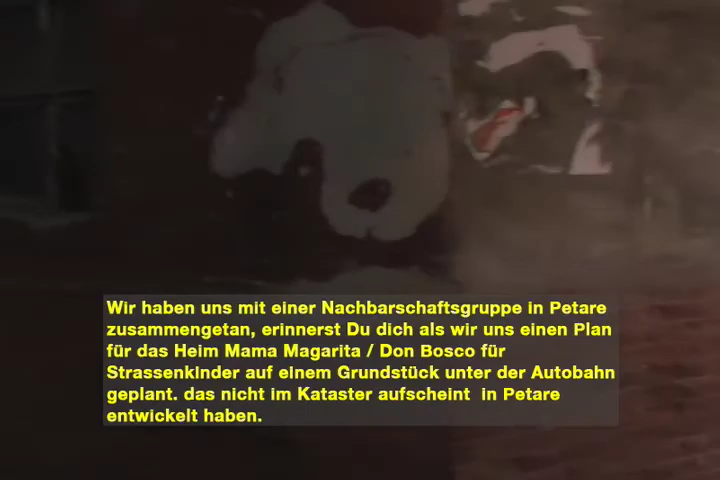 Wir haben uns mit einer Nachbarschaftsgruppe in Petare
zusammengetan, erinnerst Du dich als wir uns einen Plan
für das Heim Mama Magarita / Don Bosco für
Strassenkinder auf einem Grundstück unter der Autobahn
geplant. das nicht im Kataster aufscheint  in Petare
entwickelt haben.